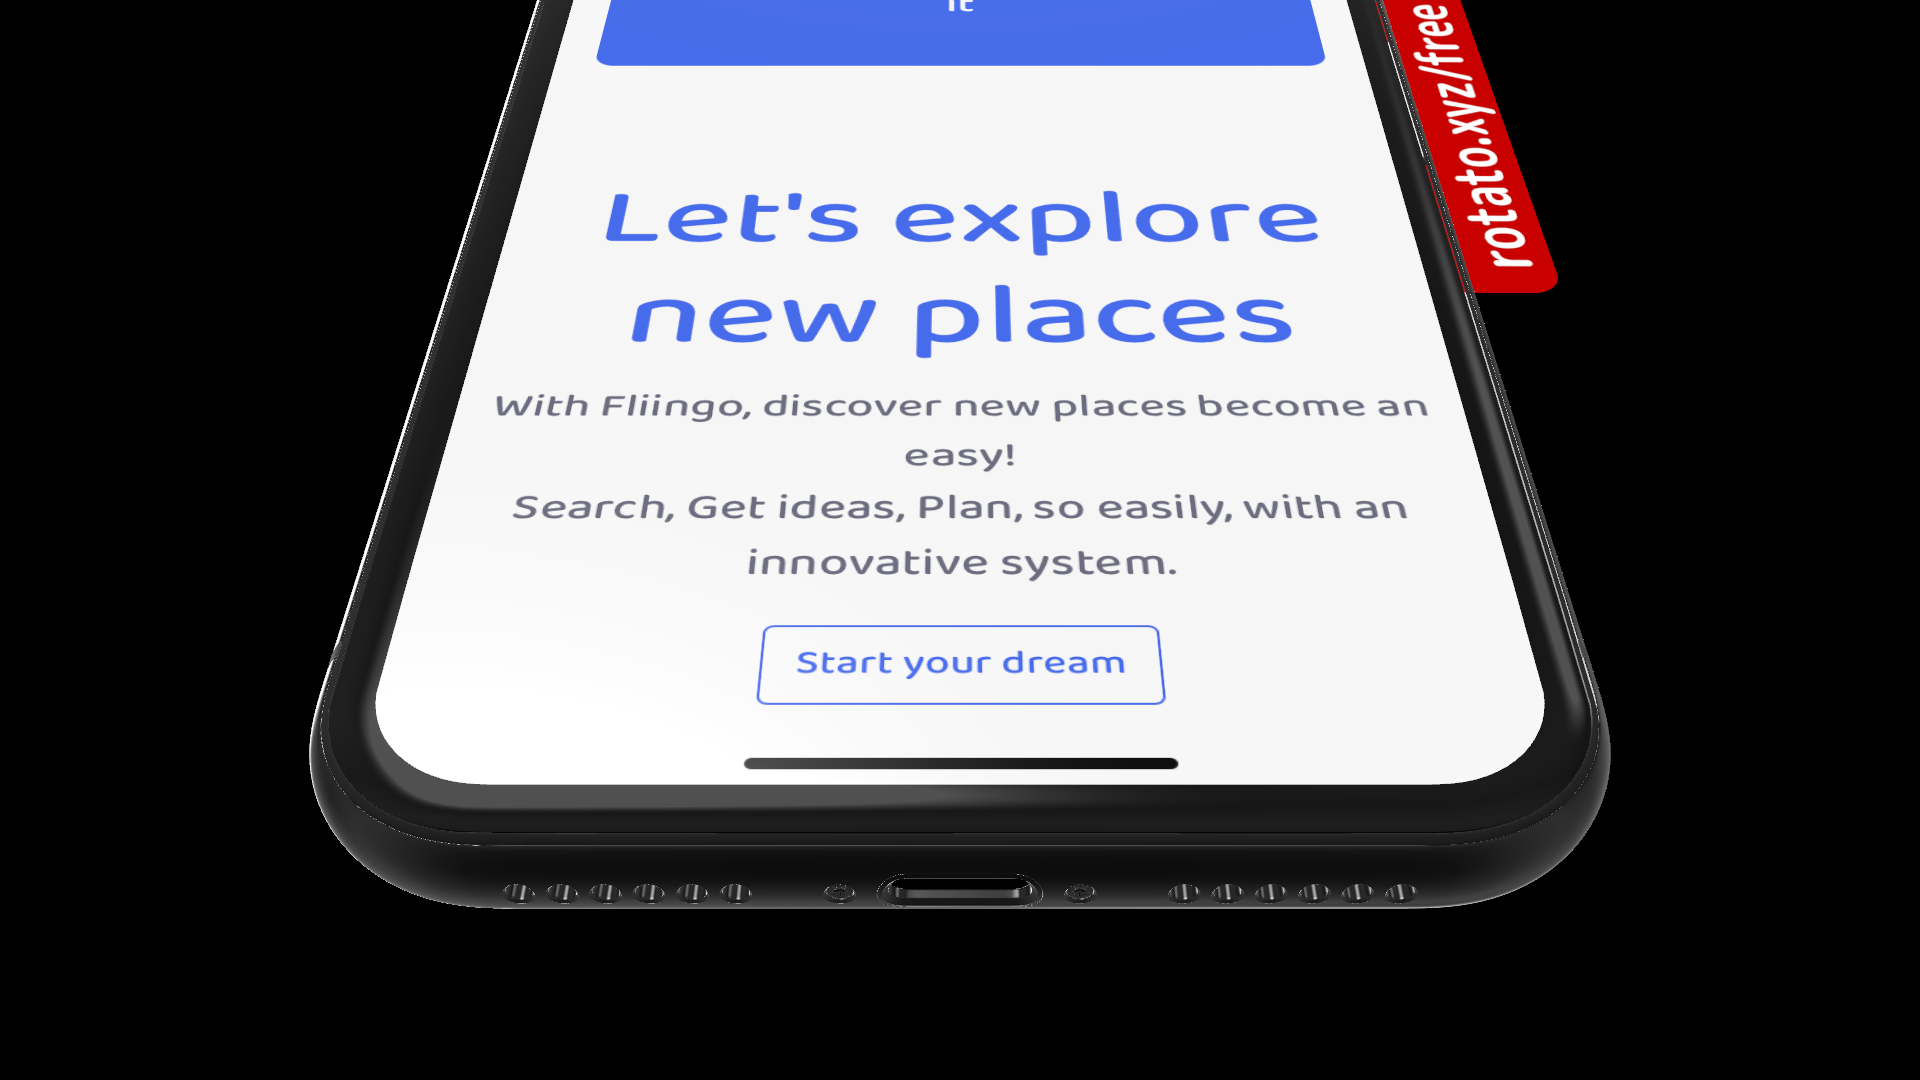 Let's explore
new places
With Fliingo, discover new places become an
easy!
Search, Get ideas, Plan, so easily, with an
innovative system.
Start your dream
rotato.xyz/free